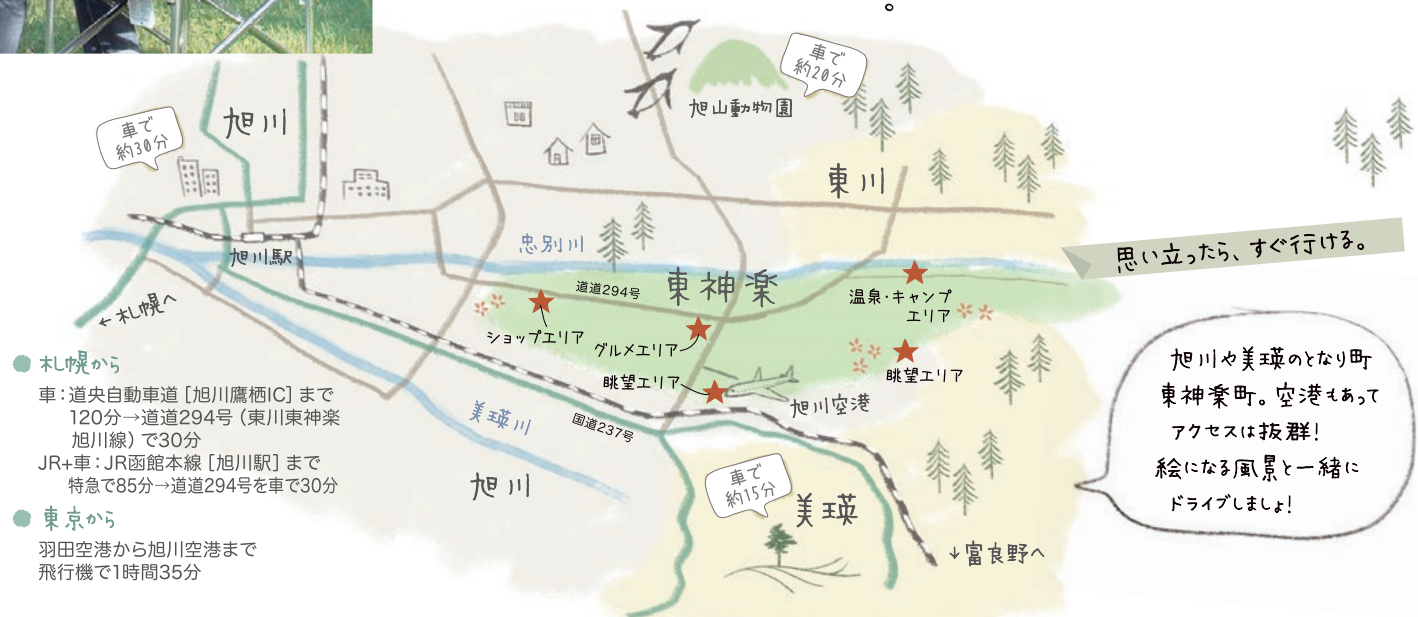 。
車で
約20分
旭山動物園
旭川
車で
約30分
東川
忠別川
旭川駅
思い立ったら、すぐ行ける。
道道294号
東神楽
温泉・キャンプ
エリア
←札幌へ
ショップエリア
グルメエリア
眺望エリア
眺望エリア
旭川空港
美瑛川
国道237号
旭川
車で
約15分
美瑛
↓富良野へ
旭川や美瑛のとなり町
東神楽町。空港もあって
アクセスは抜群!
絵になる風景と一緒に
ドライブしましょ!
●札幌から
車:道央自動車道[旭川鷹栖IC]まで
120分→道道294号(東川東神楽
旭川線)で30分
JR+車:JR函館本線[旭川駅]まで
特急で85分→道道294号を車で30分
●東京から
羽田空港から旭川空港まで
飛行機で1時間35分